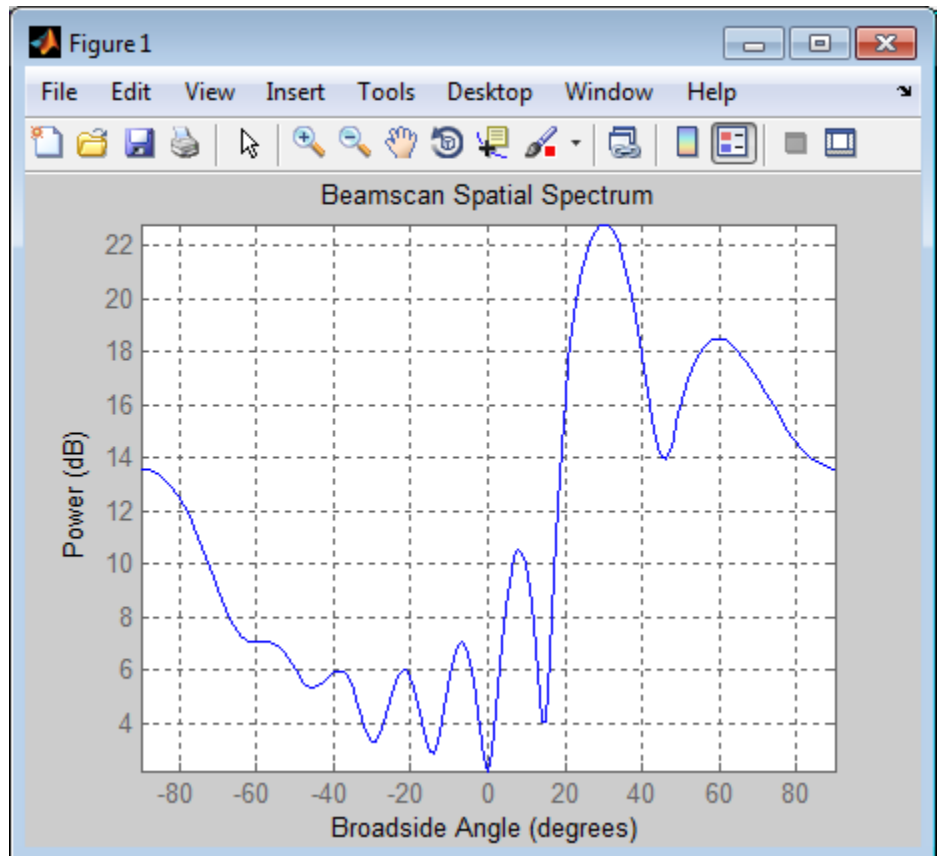 Figure 1
File Edit View Insert Tools Desktop Window Help
Beamscan Spatial Spectrum
22
20
18
16
14
12
10
8
6
4
Power (dB)
-80 -60 -40 -20 0 20 40 60 80
Broadside Angle (degrees)